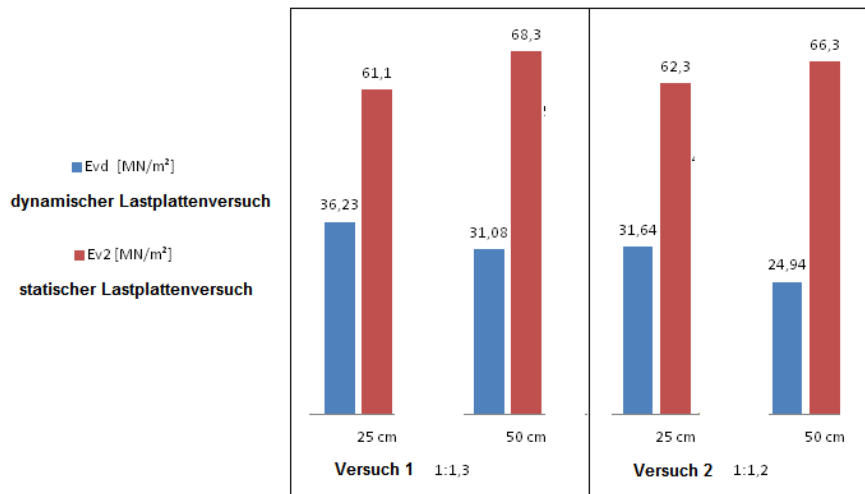 Evd [MN/m²]
dynamischer Lastplattenversuch
Ev2 [MN/m²]
statischer Lastplattenversuch
36,23
61,1
31,08
68,3
31,64
62,3
24,94
66,3
25 cm
50 cm
25 cm
50 cm
Versuch 1 1:1,3
Versuch 2 1:1,2